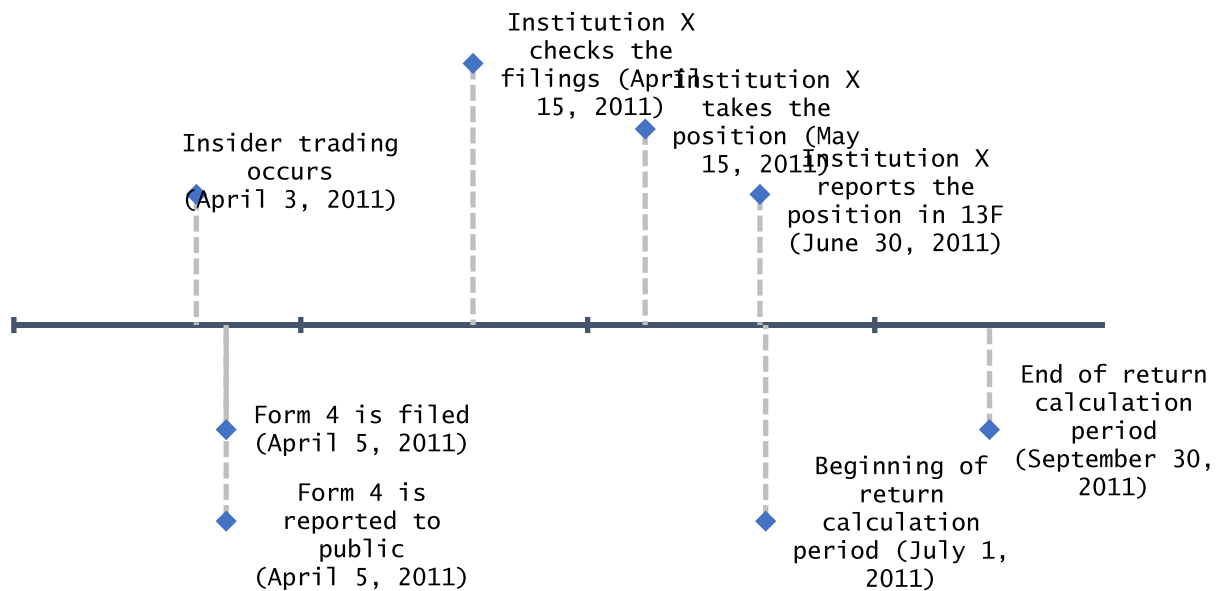 Institution X
checks the
filings (April
15, 2011)
Institution X
takes the
position (May
15, 2011)
Insider trading
occurs
(April 3, 2011)
Institution X
reports the
position in 13F
(June 30, 2011)
Form 4 is filed
(April 5, 2011)
Form 4 is
reported to
public
(April 5, 2011)
Beginning of
return
calculation
period (July 1,
2011)
End of return
calculation
period
(September 30,
2011)